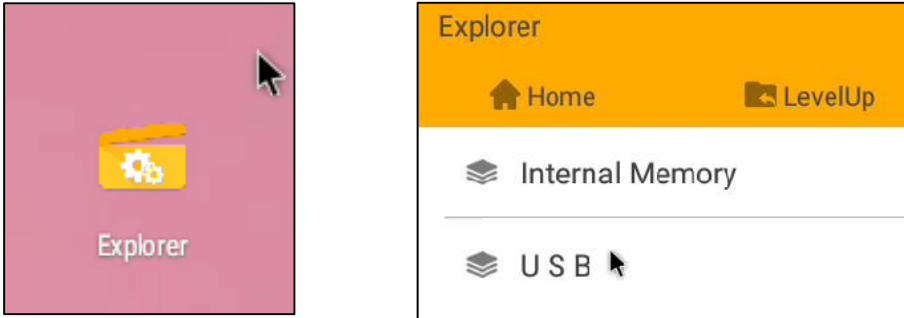 Explorer
Explorer
Home LevelUp
Internal Memory
U S B